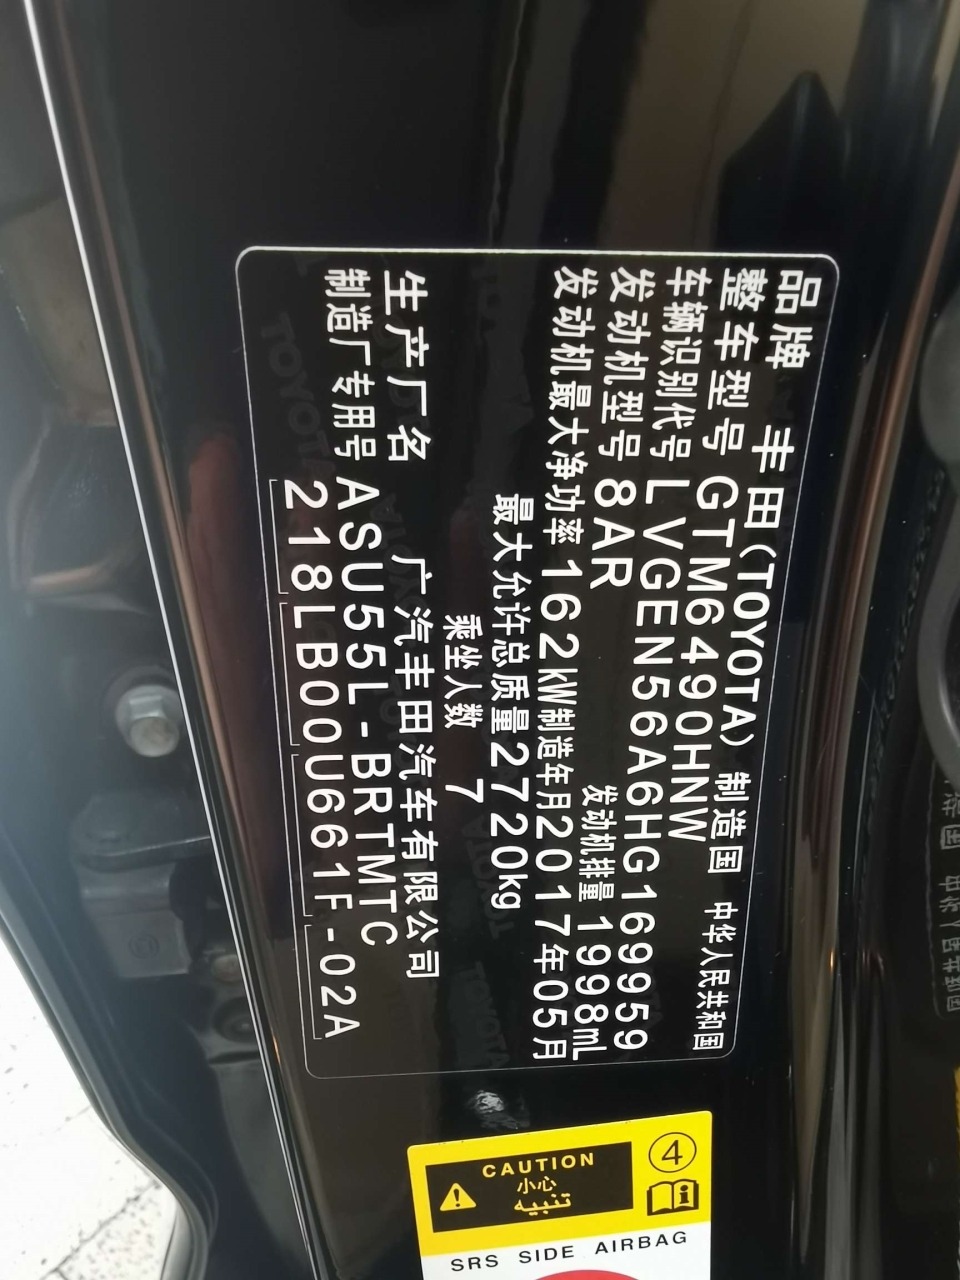 品牌 丰田(TOYOTA) 制造国 中华人民共和国
整车型号 GTM6490HNW
车辆识别代号 LVGEN56A6HG169959
发动机型号 8AR 发动机排量 1998mL
发动机最大净功率 162kW 制造年月 2017年05月
最大允许总质量 2720kg
乘坐人数 7
生产厂名 广汽丰田汽车有限公司
制造厂专用号 ASU55L-BRTMTC
218LB00U661F-02A
CAUTION
小心
تنبيه
4
SRS SIDE AIRBAG